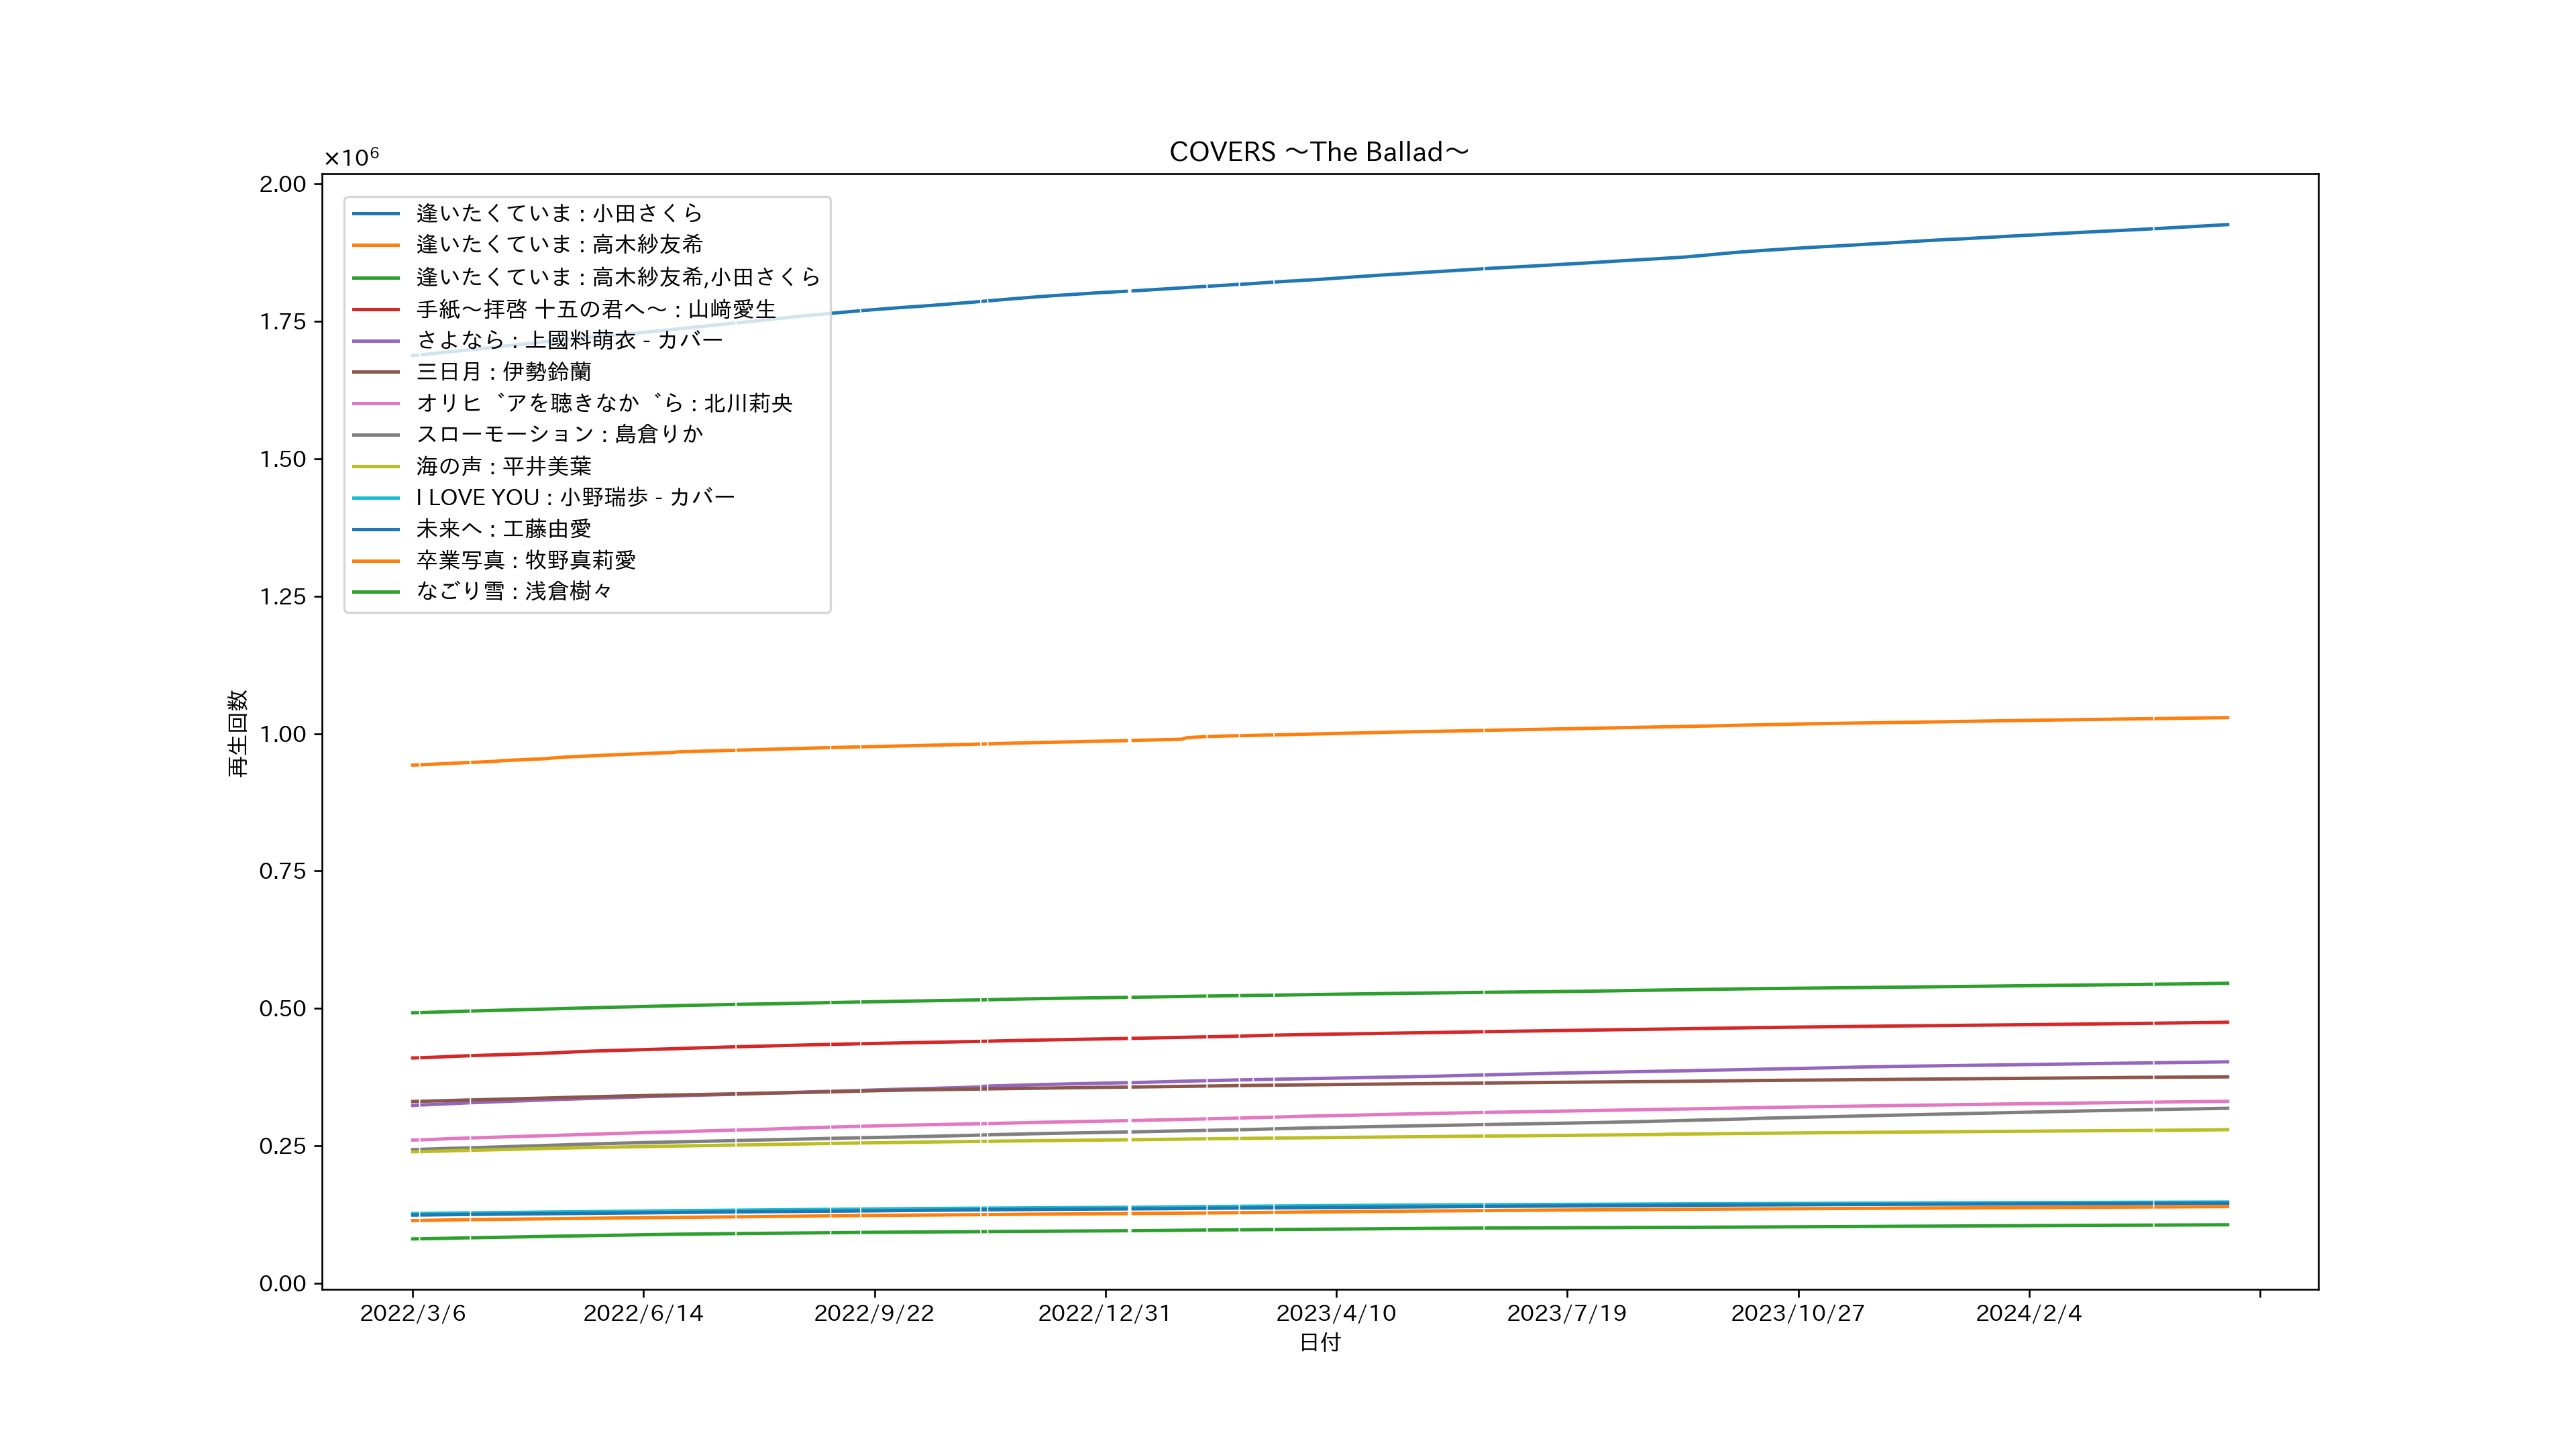 COVERS ～The Ballad～
×10⁶
2.00
1.75
1.50
1.25
1.00
0.75
0.50
0.25
0.00
再生回数
逢いたくていま : 小田さくら
逢いたくていま : 高木紗友希
逢いたくていま : 高木紗友希,小田さくら
手紙～拝啓 十五の君へ～ : 山﨑愛生
さよなら : 上國料萌衣 - カバー
三日月 : 伊勢鈴蘭
オリヒ゛アを聴きなか゛ら : 北川莉央
スローモーション : 島倉りか
海の声 : 平井美葉
I LOVE YOU : 小野瑞歩 - カバー
未来へ : 工藤由愛
卒業写真 : 牧野真莉愛
なごり雪 : 浅倉樹々
2022/3/6
2022/6/14
2022/9/22
2022/12/31
2023/4/10
2023/7/19
2023/10/27
2024/2/4
日付